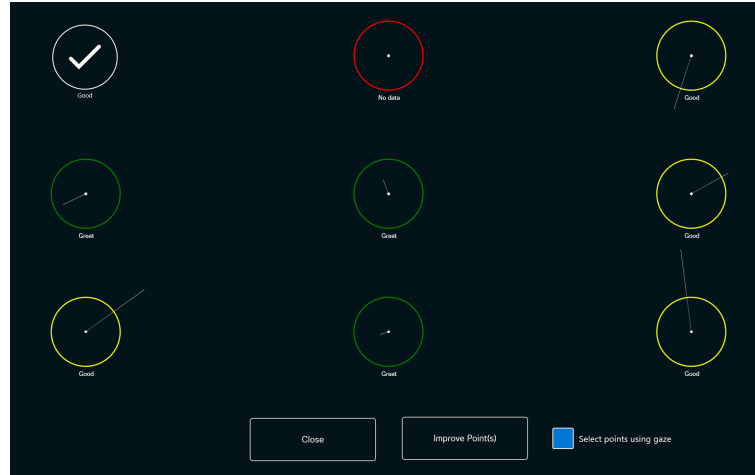 Good
No data
Good
Great
Great
Good
Good
Great
Good
Close
Improve Point(s)
Select points using gaze